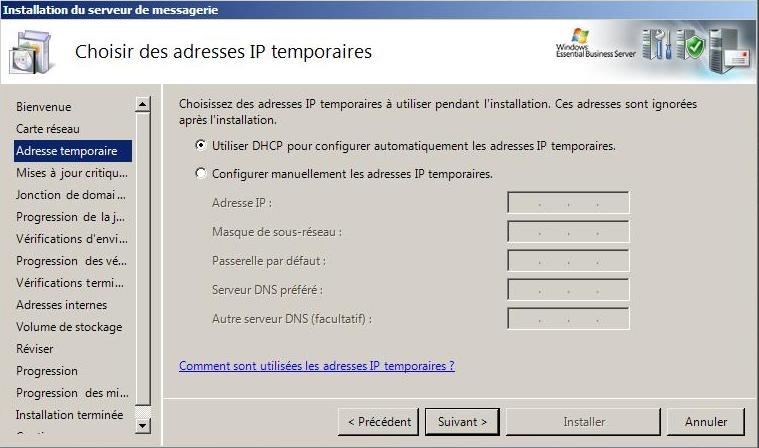 Installation du serveur de messagerie
Choisir des adresses IP temporaires
Windows
Essential Business Server
Bienvenue
Carte réseau
Adresse temporaire
Mises à jour critiqu...
Jonction de domai...
Progression de la j...
Vérifications d'envi...
Progression des vé...
Vérifications termi...
Adresses internes
Volume de stockage
Réviser
Progression
Progression des mi...
Installation terminée
Choisissez des adresses IP temporaires à utiliser pendant l'installation. Ces adresses sont ignorées
après l'installation.
Utiliser DHCP pour configurer automatiquement les adresses IP temporaires.
Configurer manuellement les adresses IP temporaires.
Adresse IP :
Masque de sous-réseau :
Passerelle par défaut :
Serveur DNS préféré :
Autre serveur DNS (facultatif) :
Comment sont utilisées les adresses IP temporaires ?
< Précédent
Suivant >
Installer
Annuler